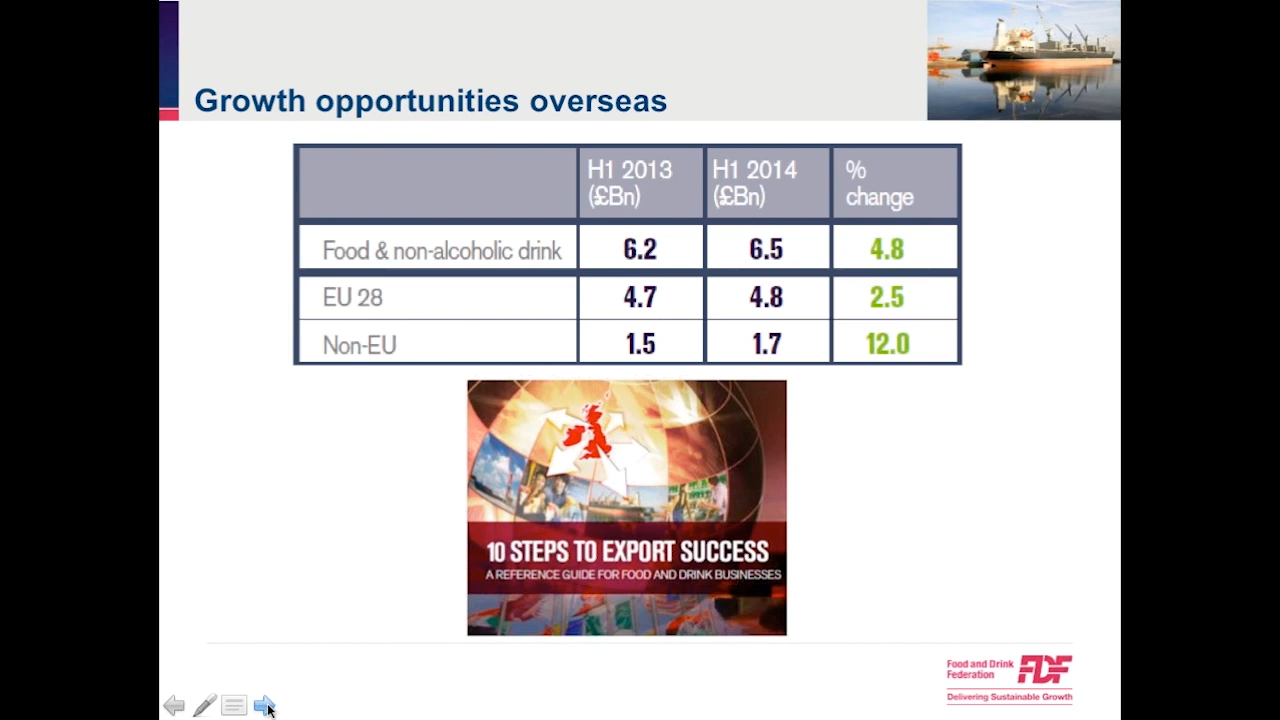 Growth opportunities overseas
H1 2013 H1 2014 %
(£Bn) (£Bn) change
Food & non-alcoholic drink 6.2 6.5 4.8
EU 28 4.7 4.8 2.5
Non-EU 1.5 1.7 12.0
10 STEPS TO EXPORT SUCCESS
A REFERENCE GUIDE FOR FOOD AND DRINK BUSINESSES
Food and Drink FDF
Federation
Delivering Sustainable Growth